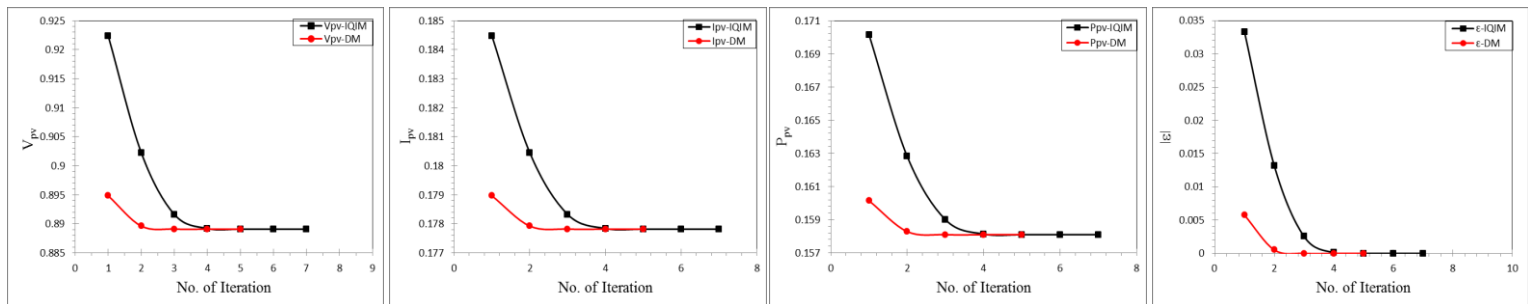 0.925
0.92
0.915
0.91
0.905
0.9
0.895
0.89
0.885
V_pv
Vpv-IQIM
Vpv-DM
0 1 2 3 4 5 6 7 8 9
No. of Iteration
0.185
0.184
0.183
0.182
0.181
0.18
0.179
0.178
0.177
I_pv
Ipv-IQIM
Ipv-DM
0 2 4 6 8
No. of Iteration
0.171
0.169
0.167
0.165
0.163
0.161
0.159
0.157
P_pv
Ppv-IQIM
Ppv-DM
0 2 4 6 8
No. of Iteration
0.035
0.03
0.025
0.02
0.015
0.01
0.005
0
|ε|
ε-IQIM
ε-DM
0 2 4 6 8 10
No. of Iteration